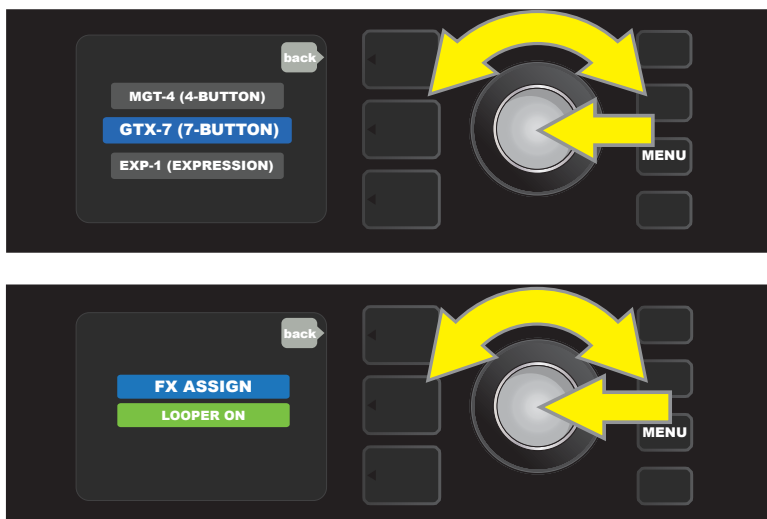 back
MGT-4 (4-BUTTON)
GTX-7 (7-BUTTON)
EXP-1 (EXPRESSION)
MENU
back
FX ASSIGN
LOOPER ON
MENU